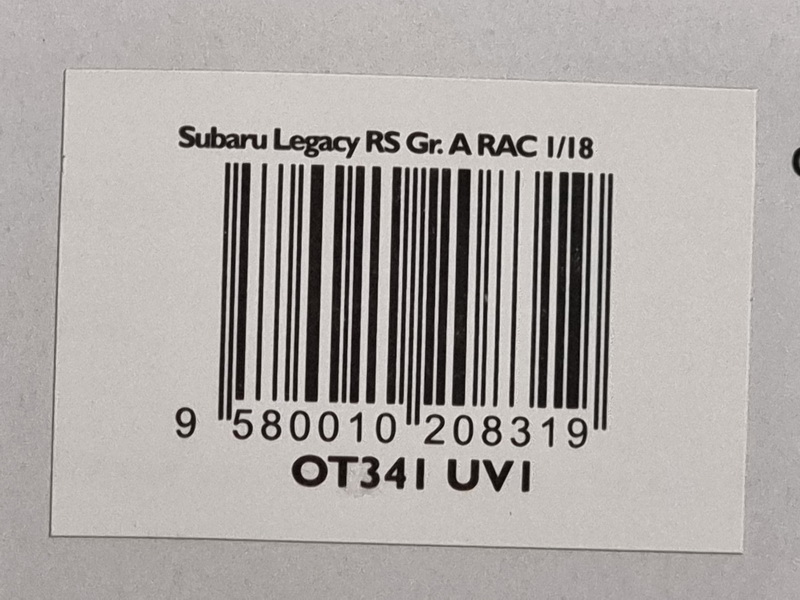 Subaru Legacy RS Gr. A RAC 1/18
9 580010 208319
OT341 UV1